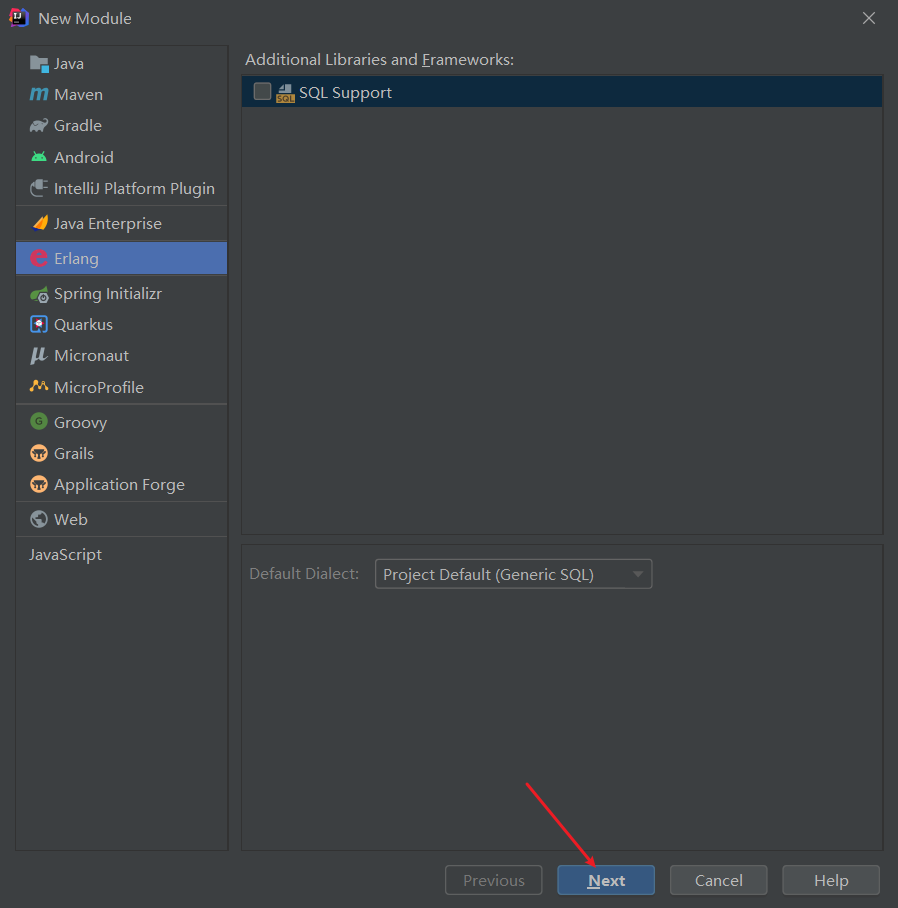 New Module
Java
Maven
Gradle
Android
IntelliJ Platform Plugin
Java Enterprise
Erlang
Spring Initializr
Quarkus
Micronaut
MicroProfile
Groovy
Grails
Application Forge
Web
JavaScript
Additional Libraries and Frameworks:
SQL Support
Default Dialect: Project Default (Generic SQL)
Previous Next Cancel Help